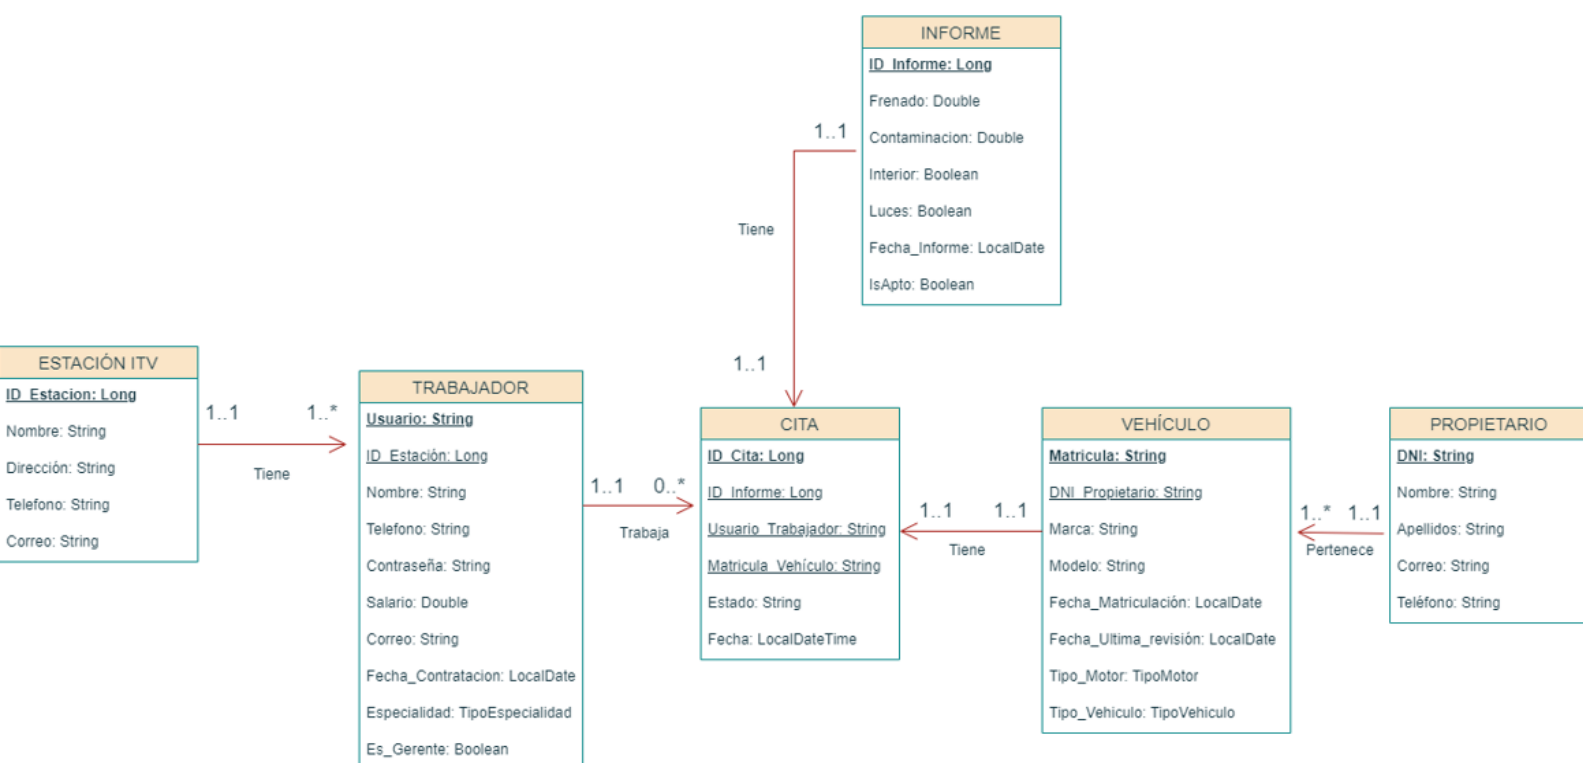 INFORME
ID_Informe: Long
Frenado: Double
Contaminacion: Double
Interior: Boolean
Luces: Boolean
Fecha_Informe: LocalDate
IsApto: Boolean
1..1
Tiene
1..1
ESTACIÓN ITV
ID_Estacion: Long
Nombre: String
Dirección: String
Telefono: String
Correo: String
1..1 1..*
Tiene
TRABAJADOR
Usuario: String
ID_Estación: Long
Nombre: String
Telefono: String
Contraseña: String
Salario: Double
Correo: String
Fecha_Contratacion: LocalDate
Especialidad: TipoEspecialidad
Es_Gerente: Boolean
1..1 0..*
Trabaja
CITA
ID_Cita: Long
ID_Informe: Long
Usuario_Trabajador: String
Matricula_Vehículo: String
Estado: String
Fecha: LocalDateTime
1..1 1..1
Tiene
VEHÍCULO
Matricula: String
DNI_Propietario: String
Marca: String
Modelo: String
Fecha_Matriculación: LocalDate
Fecha_Ultima_revisión: LocalDate
Tipo_Motor: TipoMotor
Tipo_Vehiculo: TipoVehiculo
1..* 1..1
Pertenece
PROPIETARIO
DNI: String
Nombre: String
Apellidos: String
Correo: String
Teléfono: String